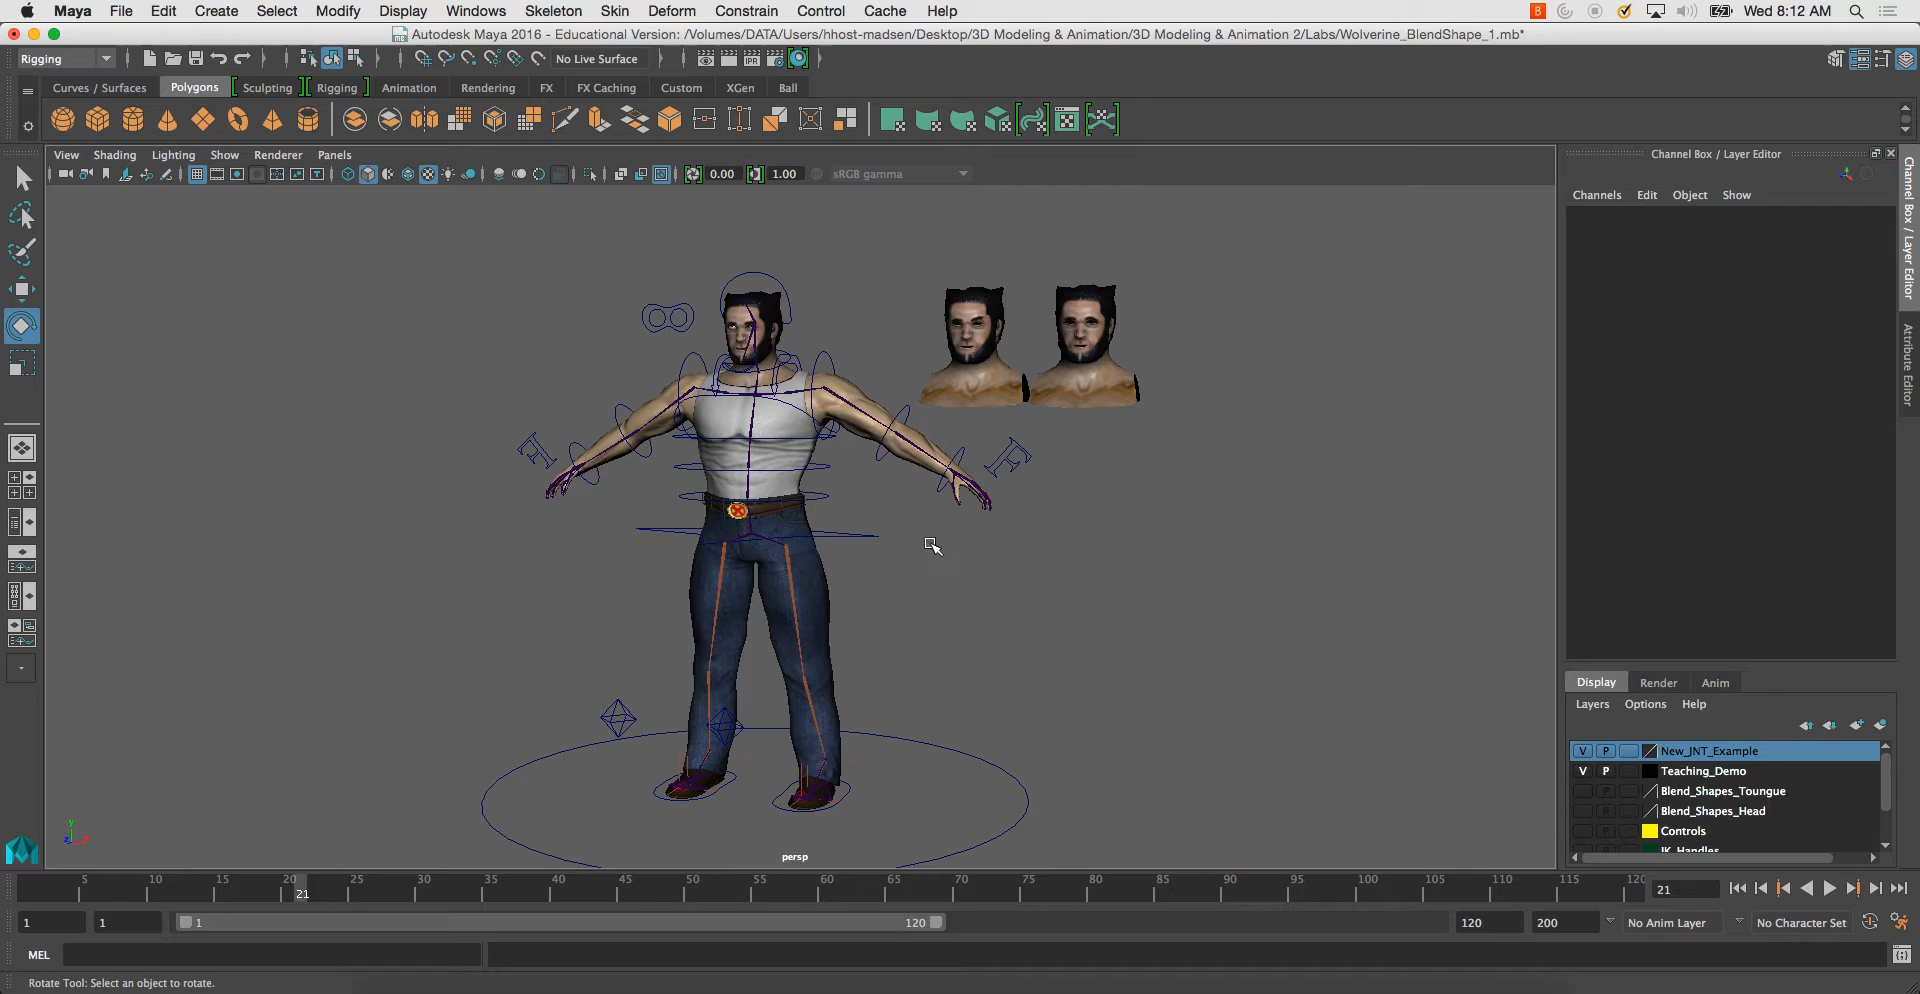 Maya File Edit Create Select Modify Display Windows Skeleton Skin Deform Constrain Control Cache Help Wed 8:12 AM
Autodesk Maya 2016 - Educational Version: /Volumes/DATA/Users/hhost-madsen/Desktop/3D Modeling & Animation/3D Modeling & Animation 2/Labs/Wolverine_BlendShape_1.mb*
Rigging No Live Surface
Curves / Surfaces Polygons Sculpting Rigging Animation Rendering FX FX Caching Custom XGen Ball
View Shading Lighting Show Renderer Panels
Channel Box / Layer Editor
0.00 1.00 sRGB gamma
Channels Edit Object Show
Channel Box / Layer Editor
Attribute Editor
E E
persp
Display Render Anim
Layers Options Help
V P New_JNT_Example
V P Teaching_Demo
P Blend_Shapes_Toungue
R Blend_Shapes_Head
P Controls
IK_Handles
5 10 15 20 25 30 35 40 45 50 55 60 65 70 75 80 85 90 95 100 105 110 115 120
21 21
1 1 1 120 120 200 No Anim Layer No Character Set
MEL
Rotate Tool: Select an object to rotate.